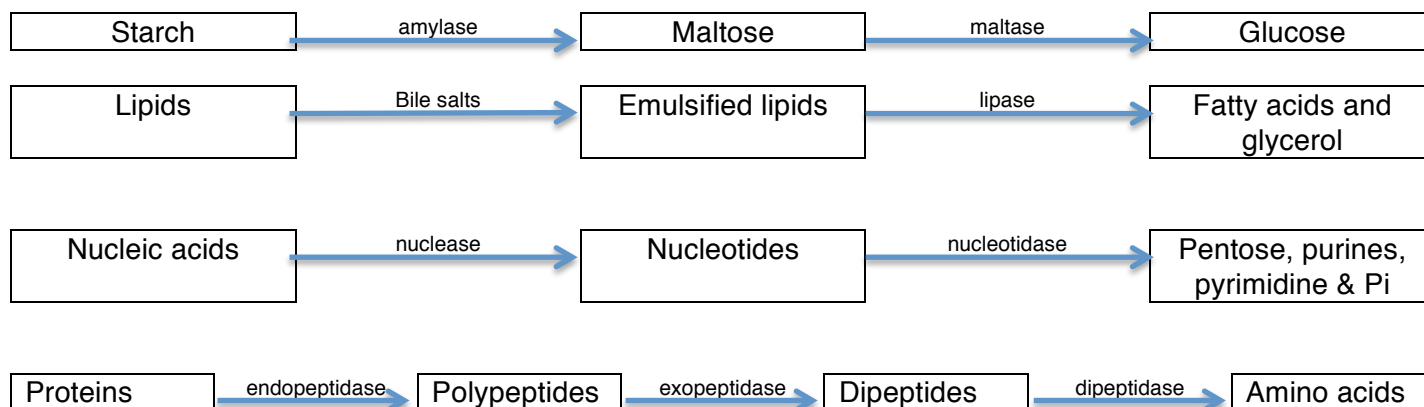 Starch amylase Maltose maltase Glucose
Lipids Bile salts Emulsified lipids lipase Fatty acids and
glycerol
Nucleic acids nuclease Nucleotides nucleotidase Pentose, purines,
pyrimidine & Pi
Proteins endopeptidase Polypeptides exopeptidase Dipeptides dipeptidase Amino acids